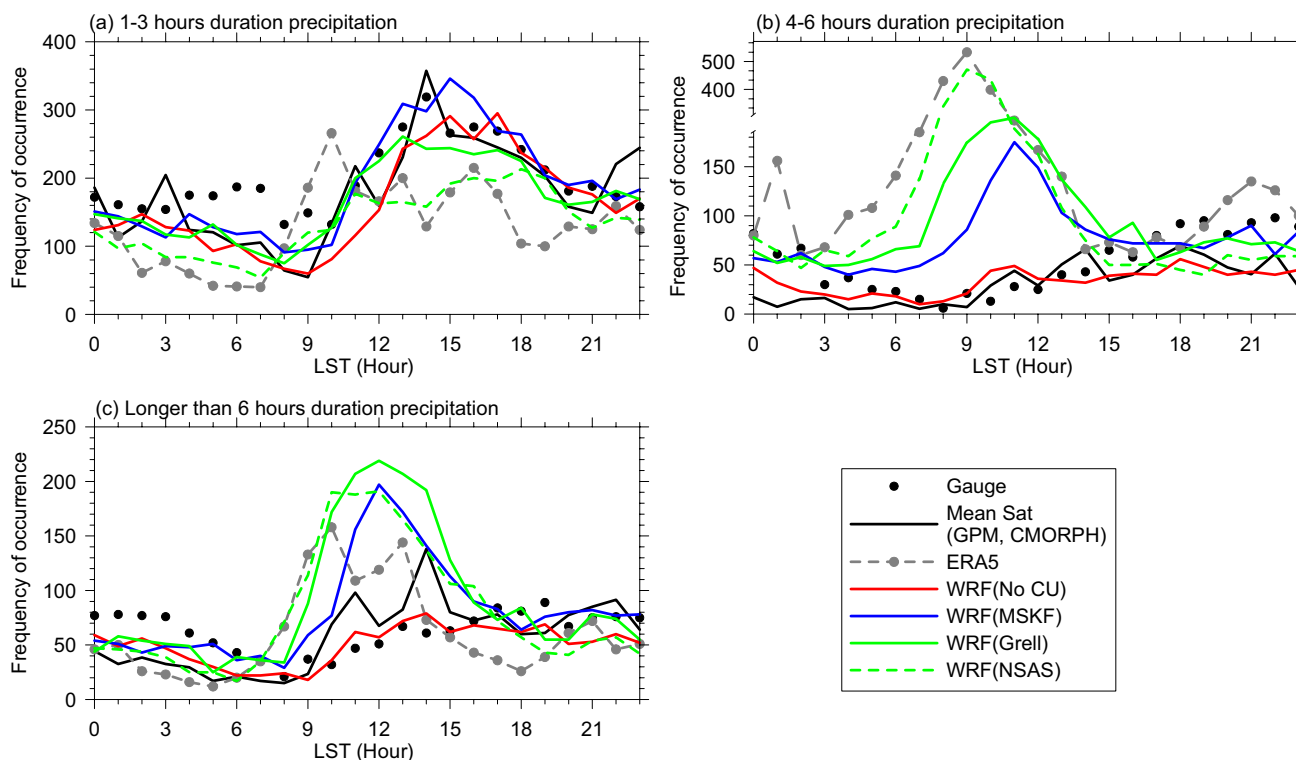 (a) 1-3 hours duration precipitation
Frequency of occurrence
400
300
200
100
0
0 3 6 9 12 15 18 21
LST (Hour)
(b) 4-6 hours duration precipitation
Frequency of occurrence
500
400
150
100
50
0
0 3 6 9 12 15 18 21
LST (Hour)
(c) Longer than 6 hours duration precipitation
Frequency of occurrence
250
200
150
100
50
0
0 3 6 9 12 15 18 21
LST (Hour)
Gauge
Mean Sat
(GPM, CMORPH)
ERA5
WRF(No CU)
WRF(MSKF)
WRF(Grell)
WRF(NSAS)